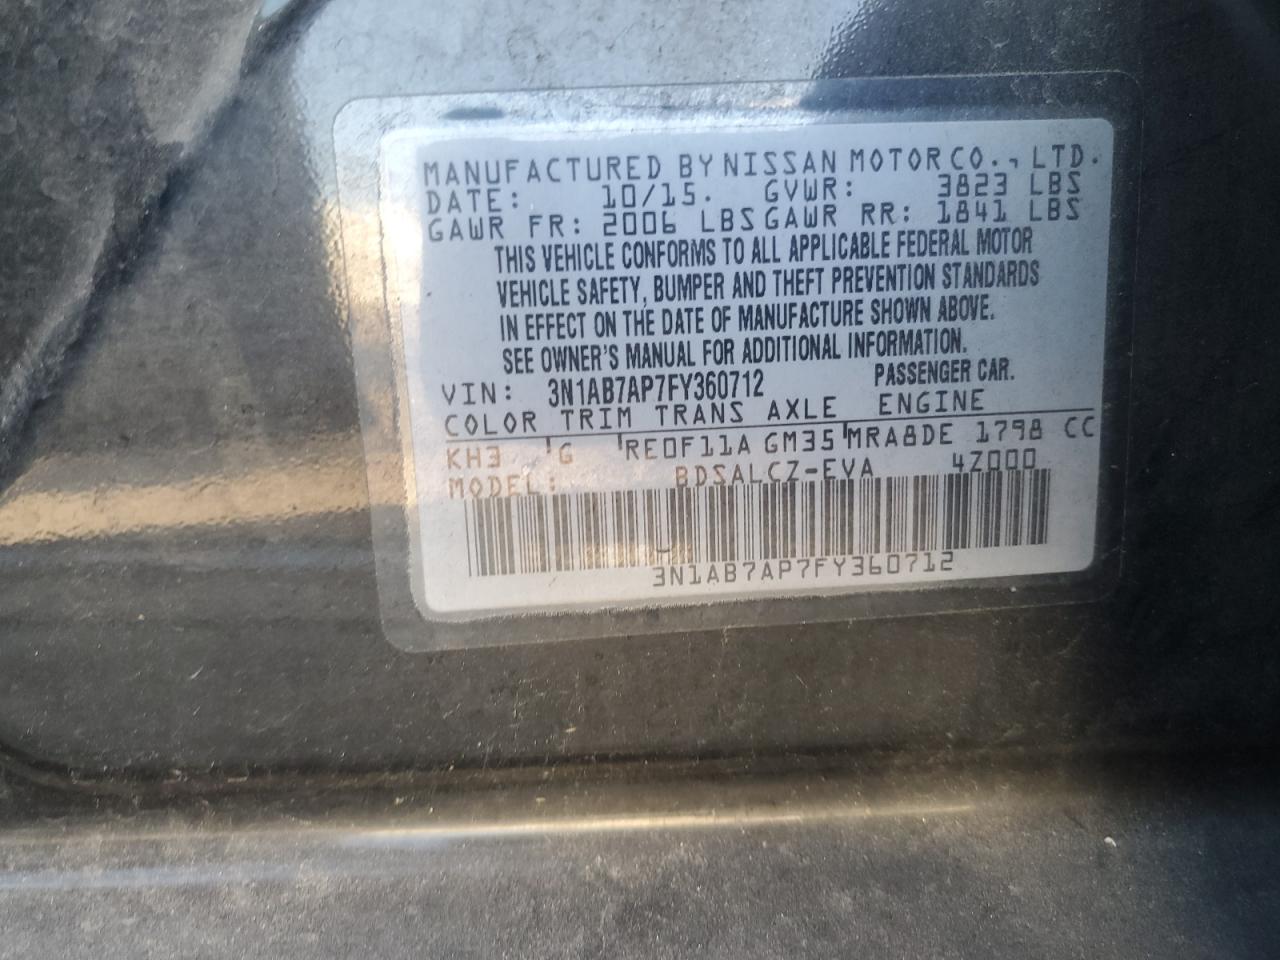 MANUFACTURED BY NISSAN MOTOR CO., LTD.
DATE: 10/15. GVWR: 3823 LBS
GAWR FR: 2006 LBS GAWR RR: 1841 LBS
THIS VEHICLE CONFORMS TO ALL APPLICABLE FEDERAL MOTOR
VEHICLE SAFETY, BUMPER AND THEFT PREVENTION STANDARDS
IN EFFECT ON THE DATE OF MANUFACTURE SHOWN ABOVE.
SEE OWNER'S MANUAL FOR ADDITIONAL INFORMATION.
VIN: 3N1AB7AP7FY360712 PASSENGER CAR.
COLOR TRIM TRANS AXLE ENGINE
KH3 G RE0F11A GM35 MRA8DE 1798 CC
MODEL: BDSALCZ-EVA 4Z000
3N1AB7AP7FY360712